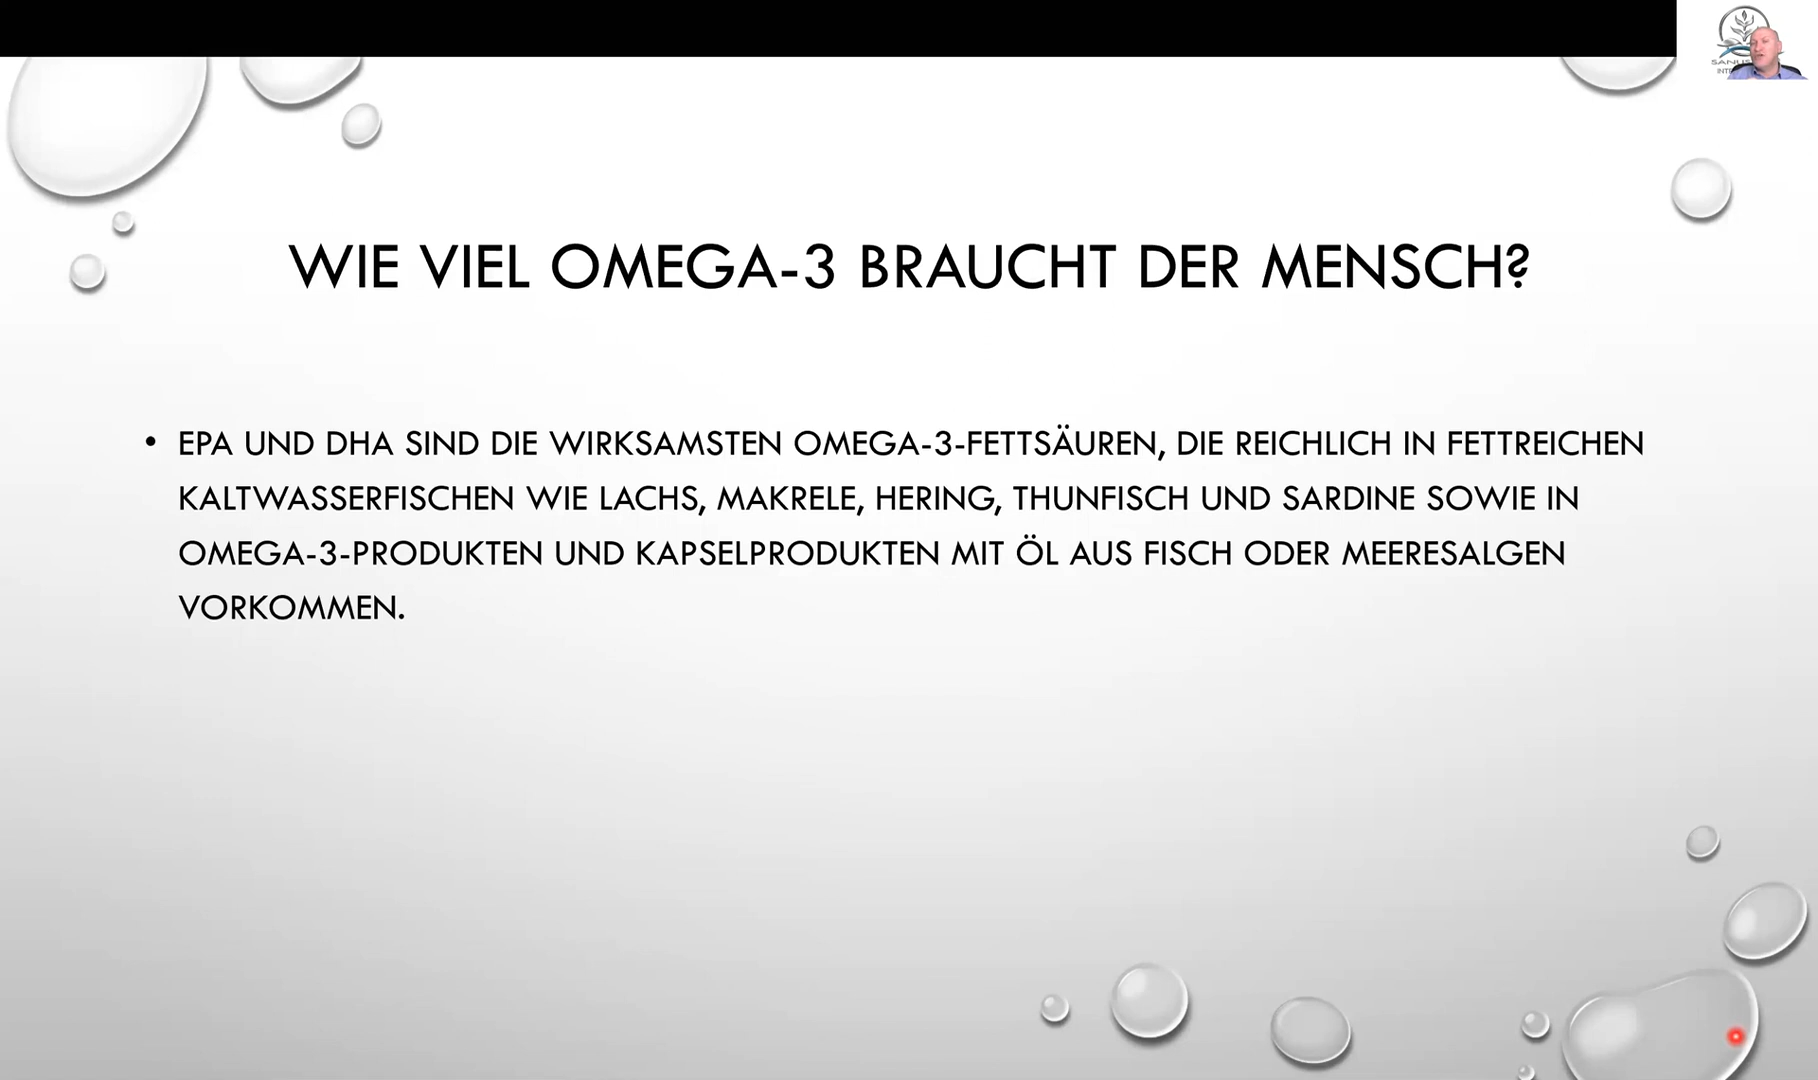 WIE VIEL OMEGA-3 BRAUCHT DER MENSCH?
• EPA UND DHA SIND DIE WIRKSAMSTEN OMEGA-3-FETTSÄUREN, DIE REICHLICH IN FETTREICHEN
KALTWASSERFISCHEN WIE LACHS, MAKRELE, HERING, THUNFISCH UND SARDINE SOWIE IN
OMEGA-3-PRODUKTEN UND KAPSELPRODUKTEN MIT ÖL AUS FISCH ODER MEERESALGEN
VORKOMMEN.